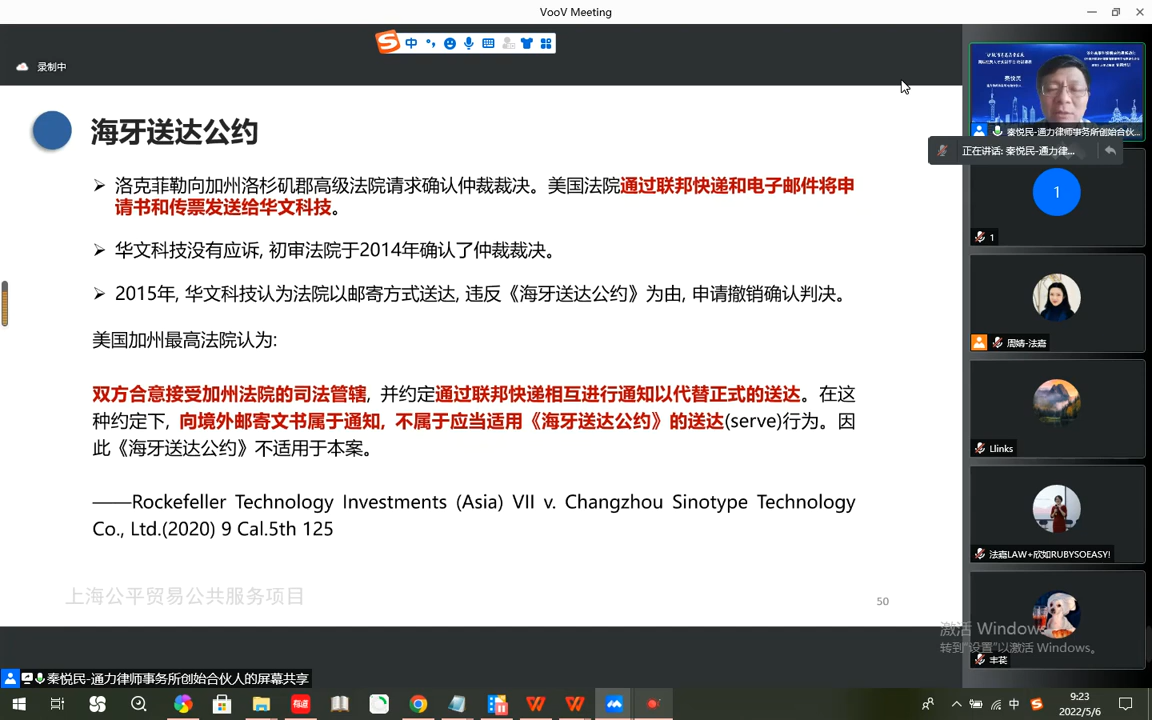 VooV Meeting
中
录制中
海牙送达公约
洛克菲勒向加州洛杉矶郡高级法院请求确认仲裁裁决。美国法院通过联邦快递和电子邮件将申
请书和传票发送给华文科技。
华文科技没有应诉, 初审法院于2014年确认了仲裁裁决。
2015年, 华文科技认为法院以邮寄方式送达, 违反《海牙送达公约》为由, 申请撤销确认判决。
美国加州最高法院认为:
双方合意接受加州法院的司法管辖, 并约定通过联邦快递相互进行通知以代替正式的送达。在这
种约定下, 向境外邮寄文书属于通知, 不属于应当适用《海牙送达公约》的送达(serve)行为。因
此《海牙送达公约》不适用于本案。
——Rockefeller Technology Investments (Asia) VII v. Changzhou Sinotype Technology
Co., Ltd.(2020) 9 Cal.5th 125
上海公平贸易公共服务项目
50
秦悦民-通力律师事务所创始合伙人的屏幕共享
秦悦民
秦悦民-通力律师事务所创始合伙...
正在讲话: 秦悦民-通力律...
1
1
周婧-法嘉
Llinks
法嘉LAW+欣如RUBYSOEASY!
激活 Windows
转到"设置"以激活 Windows。
中
9:23
2022/5/6